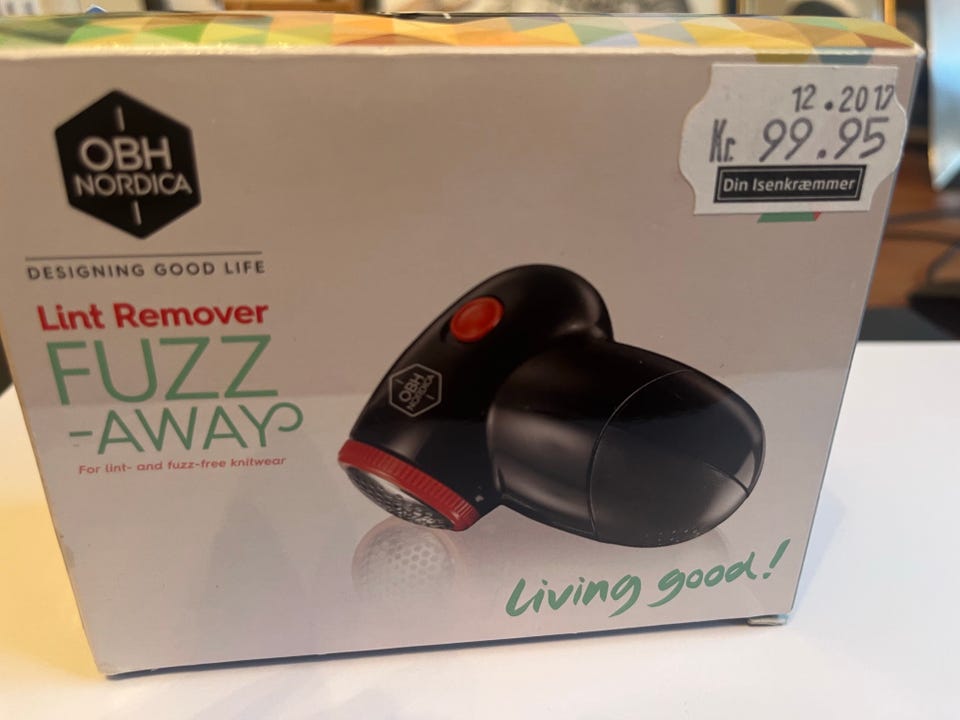 OBH
NORDICA
DESIGNING GOOD LIFE
Lint Remover
FUZZ
-AWAY
For lint- and fuzz-free knitwear
12.2017
Kr. 99.95
Din Isenkræmmer
OBH
NORDICA
Living good!